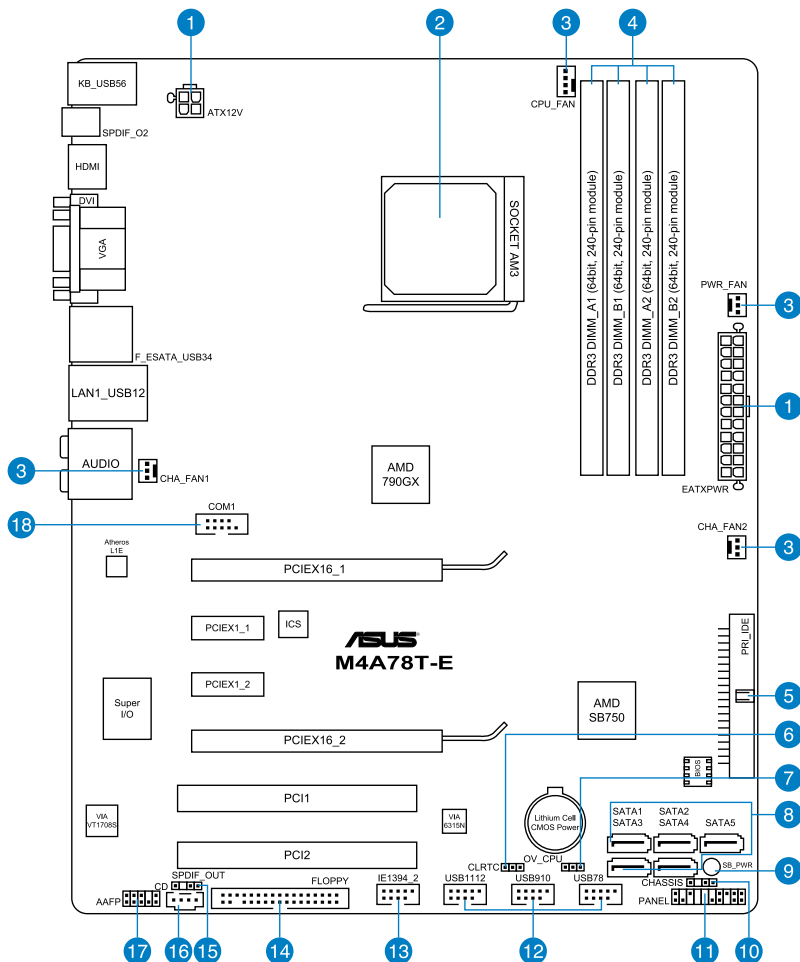 1
2
3
4
KB_USB56
ATX12V
CPU_FAN
SPDIF_O2
HDMI
DVI
VGA
SOCKET AM3
DDR3 DIMM_A1 (64bit, 240-pin module)
DDR3 DIMM_B1 (64bit, 240-pin module)
DDR3 DIMM_A2 (64bit, 240-pin module)
DDR3 DIMM_B2 (64bit, 240-pin module)
PWR_FAN
3
F_ESATA_USB34
LAN1_USB12
1
AUDIO
3
CHA_FAN1
AMD
790GX
EATXPWR
COM1
18
CHA_FAN2
3
Atheros
L1E
PCIEX16_1
PCIEX1_1
ICS
ASUS
M4A78T-E
PRI_IDE
PCIEX1_2
Super
I/O
AMD
SB750
5
6
PCIEX16_2
BIOS
7
PCI1
VIA
VT1708S
VIA
6315N
Lithium Cell
CMOS Power
SATA1 SATA2
SATA3 SATA4 SATA5
8
PCI2
CLRTC
OV_CPU
SB_PWR
9
SPDIF_OUT
CD
FLOPPY
IE1394_2
USB1112
USB910
USB78
CHASSIS
AAFP
PANEL
17
16
15
14
13
12
11
10